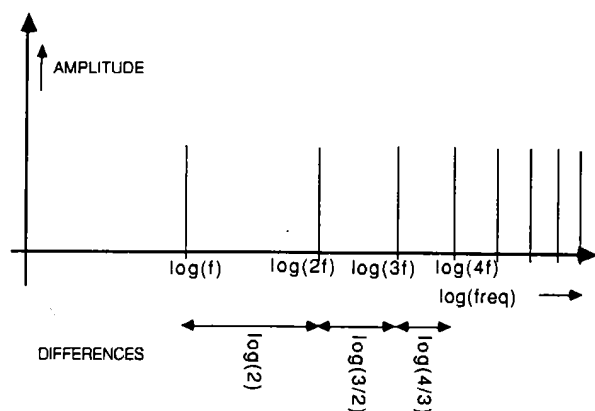 AMPLITUDE
log(f)
log(2f)
log(3f)
log(4f)
log(freq)
DIFFERENCES
log(2)
log(3/2)
log(4/3)